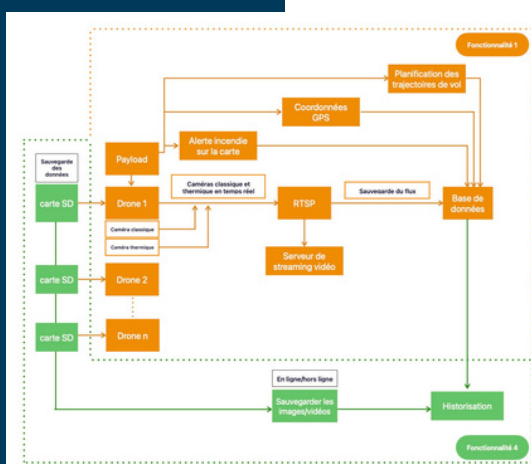 Fonctionnalité 1
Planification des
trajectoires de vol
Coordonnées
GPS
Alerte incendie
sur la carte
Payload
Sauvegarde
des
données
carte SD
Drone 1
Caméras classique et
thermique en temps réel
RTSP
Sauvegarde du flux
Base de
données
Caméra classique
Caméra thermique
Serveur de
streaming vidéo
carte SD
Drone 2
carte SD
Drone n
En ligne/hors ligne
Sauvegarder les
images/vidéos
Historisation
Fonctionnalité 4